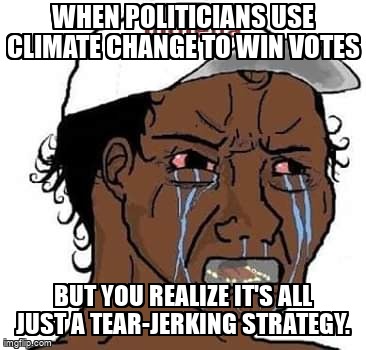 WHEN POLITICIANS USE
CLIMATE CHANGE TO WIN VOTES
BUT YOU REALIZE IT'S ALL
JUST A TEAR-JERKING STRATEGY.
imgflip.com